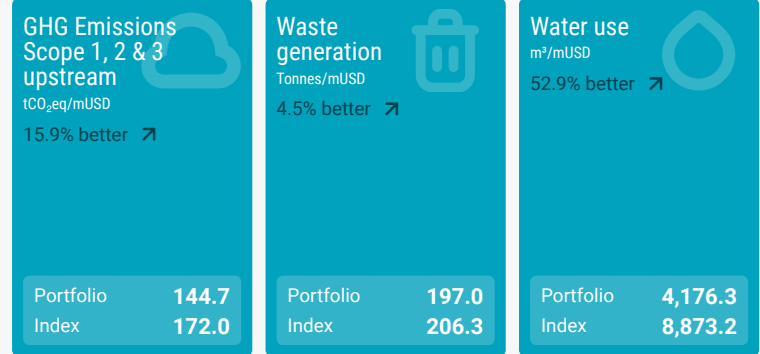 GHG Emissions
Scope 1, 2 & 3
upstream
tCO₂eq/mUSD
15.9% better
Portfolio 144.7
Index 172.0
Waste
generation
Tonnes/mUSD
4.5% better
Portfolio 197.0
Index 206.3
Water use
m³/mUSD
52.9% better
Portfolio 4,176.3
Index 8,873.2